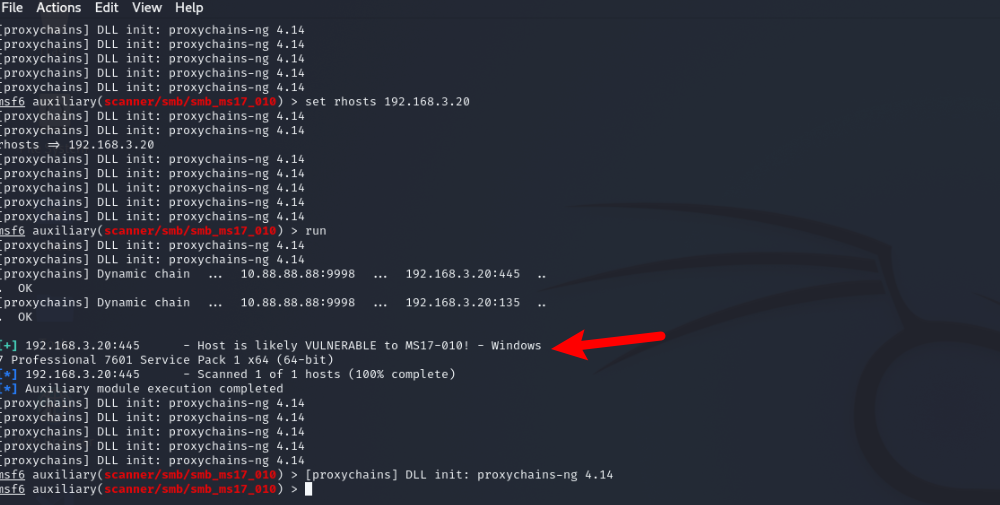 File Actions Edit View Help
[proxychains] DLL init: proxychains-ng 4.14
[proxychains] DLL init: proxychains-ng 4.14
[proxychains] DLL init: proxychains-ng 4.14
[proxychains] DLL init: proxychains-ng 4.14
[proxychains] DLL init: proxychains-ng 4.14
msf6 auxiliary(scanner/smb/smb_ms17_010) > set rhosts 192.168.3.20
[proxychains] DLL init: proxychains-ng 4.14
[proxychains] DLL init: proxychains-ng 4.14
rhosts ⇒ 192.168.3.20
[proxychains] DLL init: proxychains-ng 4.14
[proxychains] DLL init: proxychains-ng 4.14
[proxychains] DLL init: proxychains-ng 4.14
[proxychains] DLL init: proxychains-ng 4.14
[proxychains] DLL init: proxychains-ng 4.14
msf6 auxiliary(scanner/smb/smb_ms17_010) > run
[proxychains] DLL init: proxychains-ng 4.14
[proxychains] DLL init: proxychains-ng 4.14
[proxychains] Dynamic chain ... 10.88.88.88:9998 ... 192.168.3.20:445 ..
. OK
[proxychains] Dynamic chain ... 10.88.88.88:9998 ... 192.168.3.20:135 ..
. OK
[+] 192.168.3.20:445 - Host is likely VULNERABLE to MS17-010! - Windows
7 Professional 7601 Service Pack 1 x64 (64-bit)
[*] 192.168.3.20:445 - Scanned 1 of 1 hosts (100% complete)
[*] Auxiliary module execution completed
[proxychains] DLL init: proxychains-ng 4.14
[proxychains] DLL init: proxychains-ng 4.14
[proxychains] DLL init: proxychains-ng 4.14
[proxychains] DLL init: proxychains-ng 4.14
[proxychains] DLL init: proxychains-ng 4.14
msf6 auxiliary(scanner/smb/smb_ms17_010) > [proxychains] DLL init: proxychains-ng 4.14
msf6 auxiliary(scanner/smb/smb_ms17_010) >